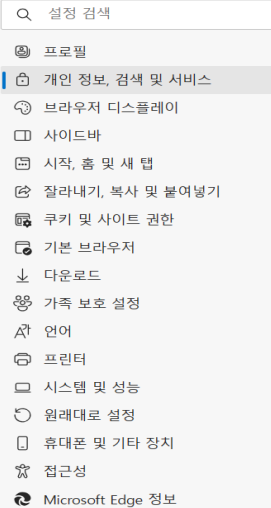 설정 검색
프로필
개인 정보, 검색 및 서비스
브라우저 디스플레이
사이드바
시작, 홈 및 새 탭
잘라내기, 복사 및 붙여넣기
쿠키 및 사이트 권한
기본 브라우저
다운로드
가족 보호 설정
언어
프린터
시스템 및 성능
원래대로 설정
휴대폰 및 기타 장치
접근성
Microsoft Edge 정보